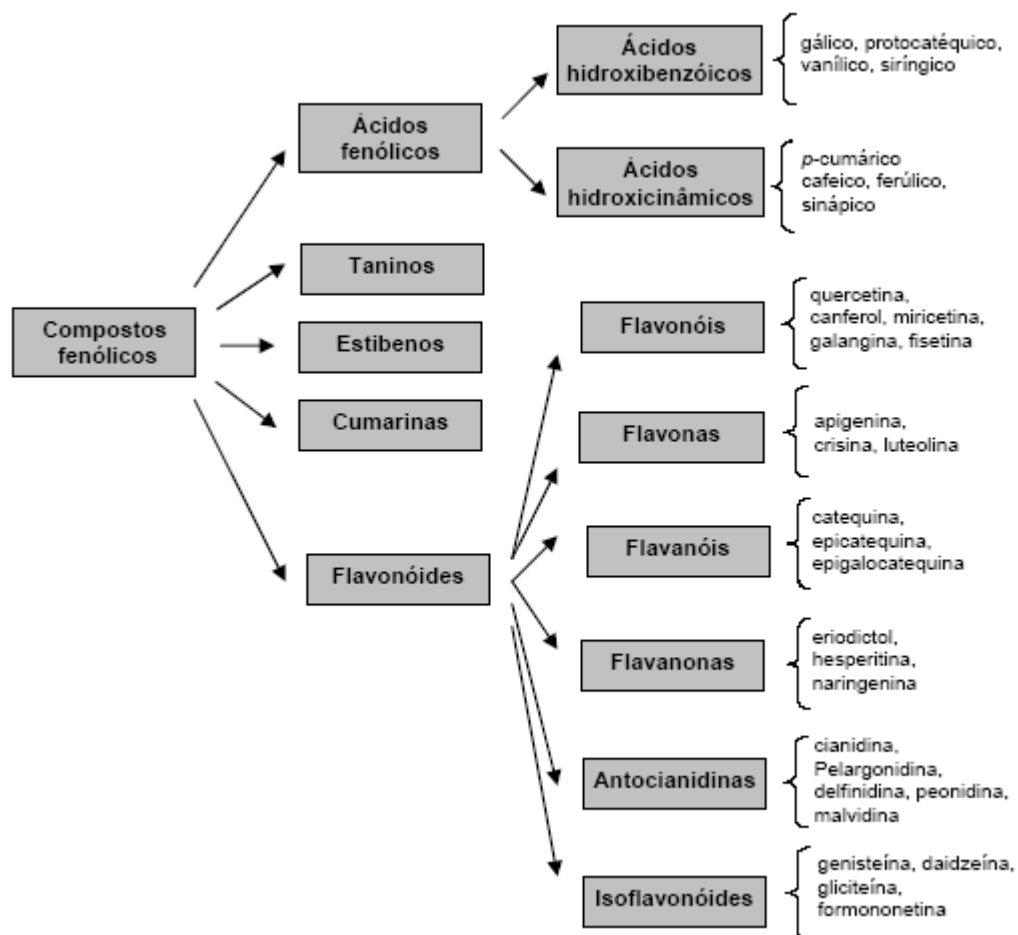 Ácidos
hidroxibenzóicos
gálico, protocatéquico,
vanílico, siríngico
Ácidos
fenólicos
Ácidos
hidroxicinâmicos
p-cumárico
cafeico, ferúlico,
sinápico
Taninos
Compostos
fenólicos
Estibenos
Cumarinas
Flavonóides
Flavonóis
quercetina,
canferol, miricetina,
galangina, fisetina
Flavonas
apigenina,
crisina, luteolina
Flavanóis
catequina,
epicatequina,
epigalocatequina
Flavanonas
eriodictol,
hesperitina,
naringenina
Antocianidinas
cianidina,
Pelargonidina,
delfinidina, peonidina,
malvidina
Isoflavonóides
genisteína, daidzeína,
gliciteína,
formononetina